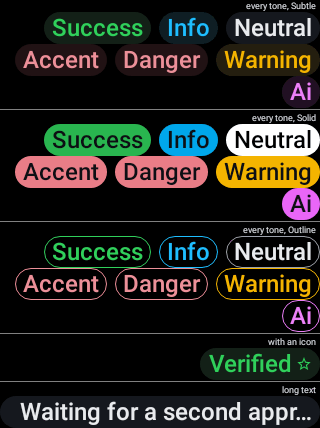 every tone, Subtle
Success Info Neutral
Accent Danger Warning
Ai
every tone, Solid
Success Info Neutral
Accent Danger Warning
Ai
every tone, Outline
Success Info Neutral
Accent Danger Warning
Ai
with an icon
Verified
long text
Waiting for a second appr…